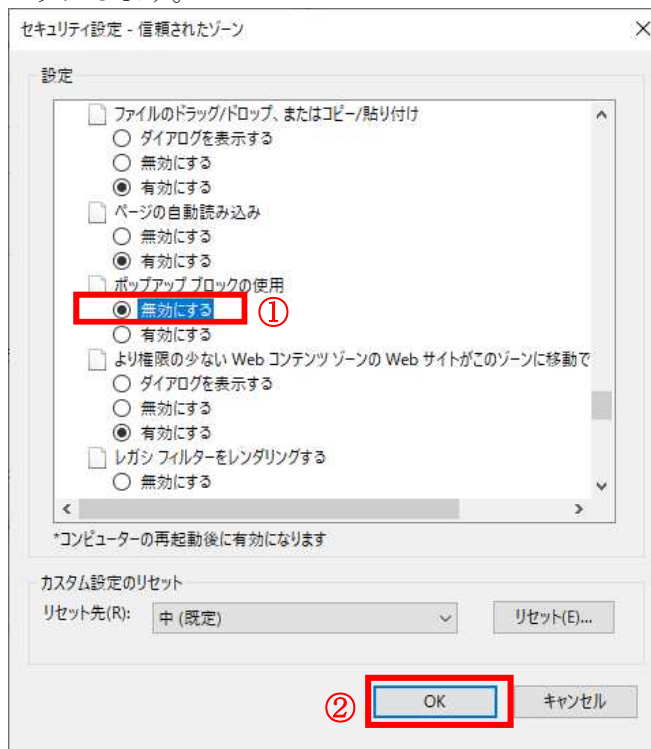 セキュリティ設定 - 信頼されたゾーン
設定
ファイルのドラッグ/ドロップ、またはコピー/貼り付け
ダイアログを表示する
無効にする
有効にする
ページの自動読み込み
無効にする
有効にする
ポップアップ ブロックの使用
無効にする ①
有効にする
より権限の少ない Web コンテンツ ゾーンの Web サイトがこのゾーンに移動で
ダイアログを表示する
無効にする
有効にする
レガシ フィルターをレンダリングする
無効にする
*コンピューターの再起動後に有効になります
カスタム設定のリセット
リセット先(R): 中 (既定) リセット(E)...
② OK キャンセル